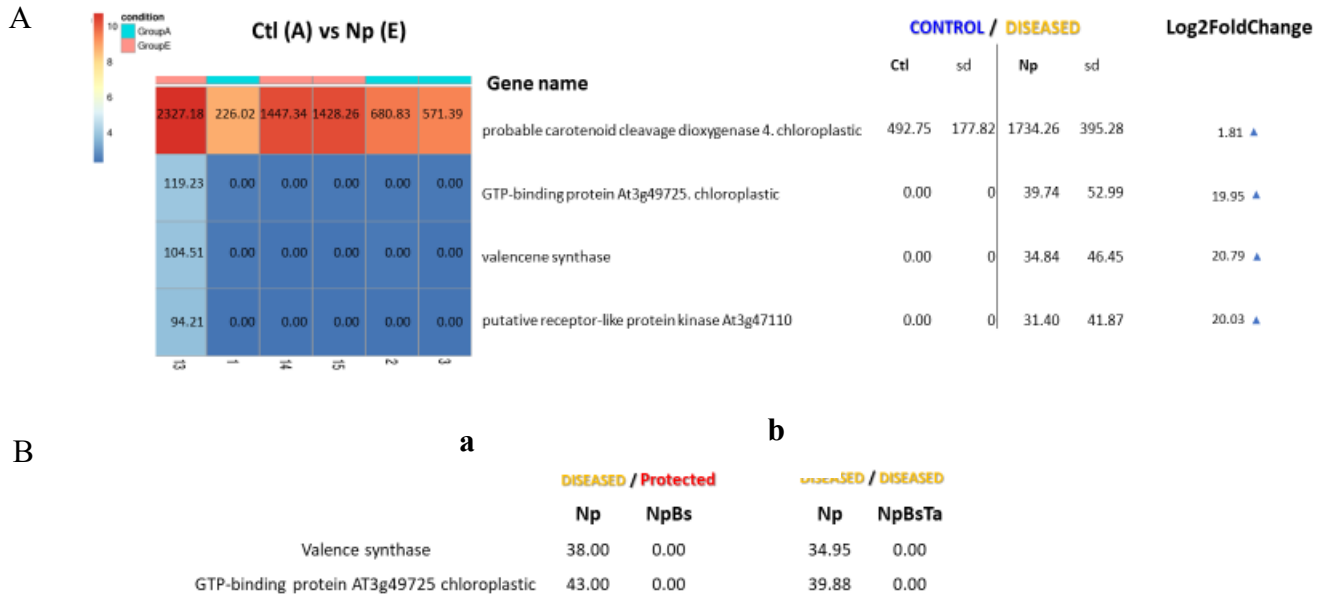 A
condition
GroupA
GroupE
10
8
6
4
Ctl (A) vs Np (E)
CONTROL / DISEASED
Log2FoldChange
Gene name
Ctl sd Np sd
2327.18 226.02 1447.34 1428.26 680.83 571.39
probable carotenoid cleavage dioxygenase 4. chloroplastic 492.75 177.82 1734.26 395.28 1.81 ▲
119.23 0.00 0.00 0.00 0.00 0.00
GTP-binding protein At3g49725. chloroplastic 0.00 0 39.74 52.99 19.95 ▲
104.51 0.00 0.00 0.00 0.00 0.00
valencene synthase 0.00 0 34.84 46.45 20.79 ▲
94.21 0.00 0.00 0.00 0.00 0.00
putative receptor-like protein kinase At3g47110 0.00 0 31.40 41.87 20.03 ▲
13 1 14 15 2 3
B
a b
DISEASED / Protected DISEASED / DISEASED
Np NpBs Np NpBsTa
Valence synthase 38.00 0.00 34.95 0.00
GTP-binding protein AT3g49725 chloroplastic 43.00 0.00 39.88 0.00